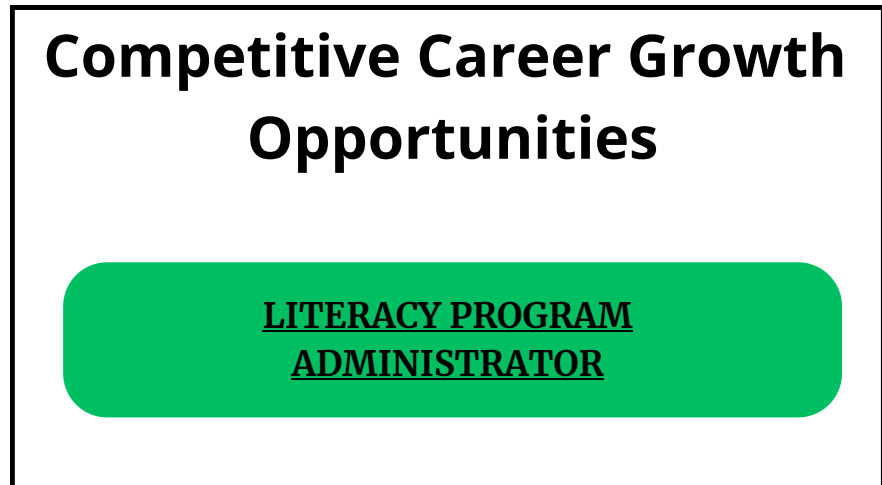 Competitive Career Growth
Opportunities
LITERACY PROGRAM
ADMINISTRATOR